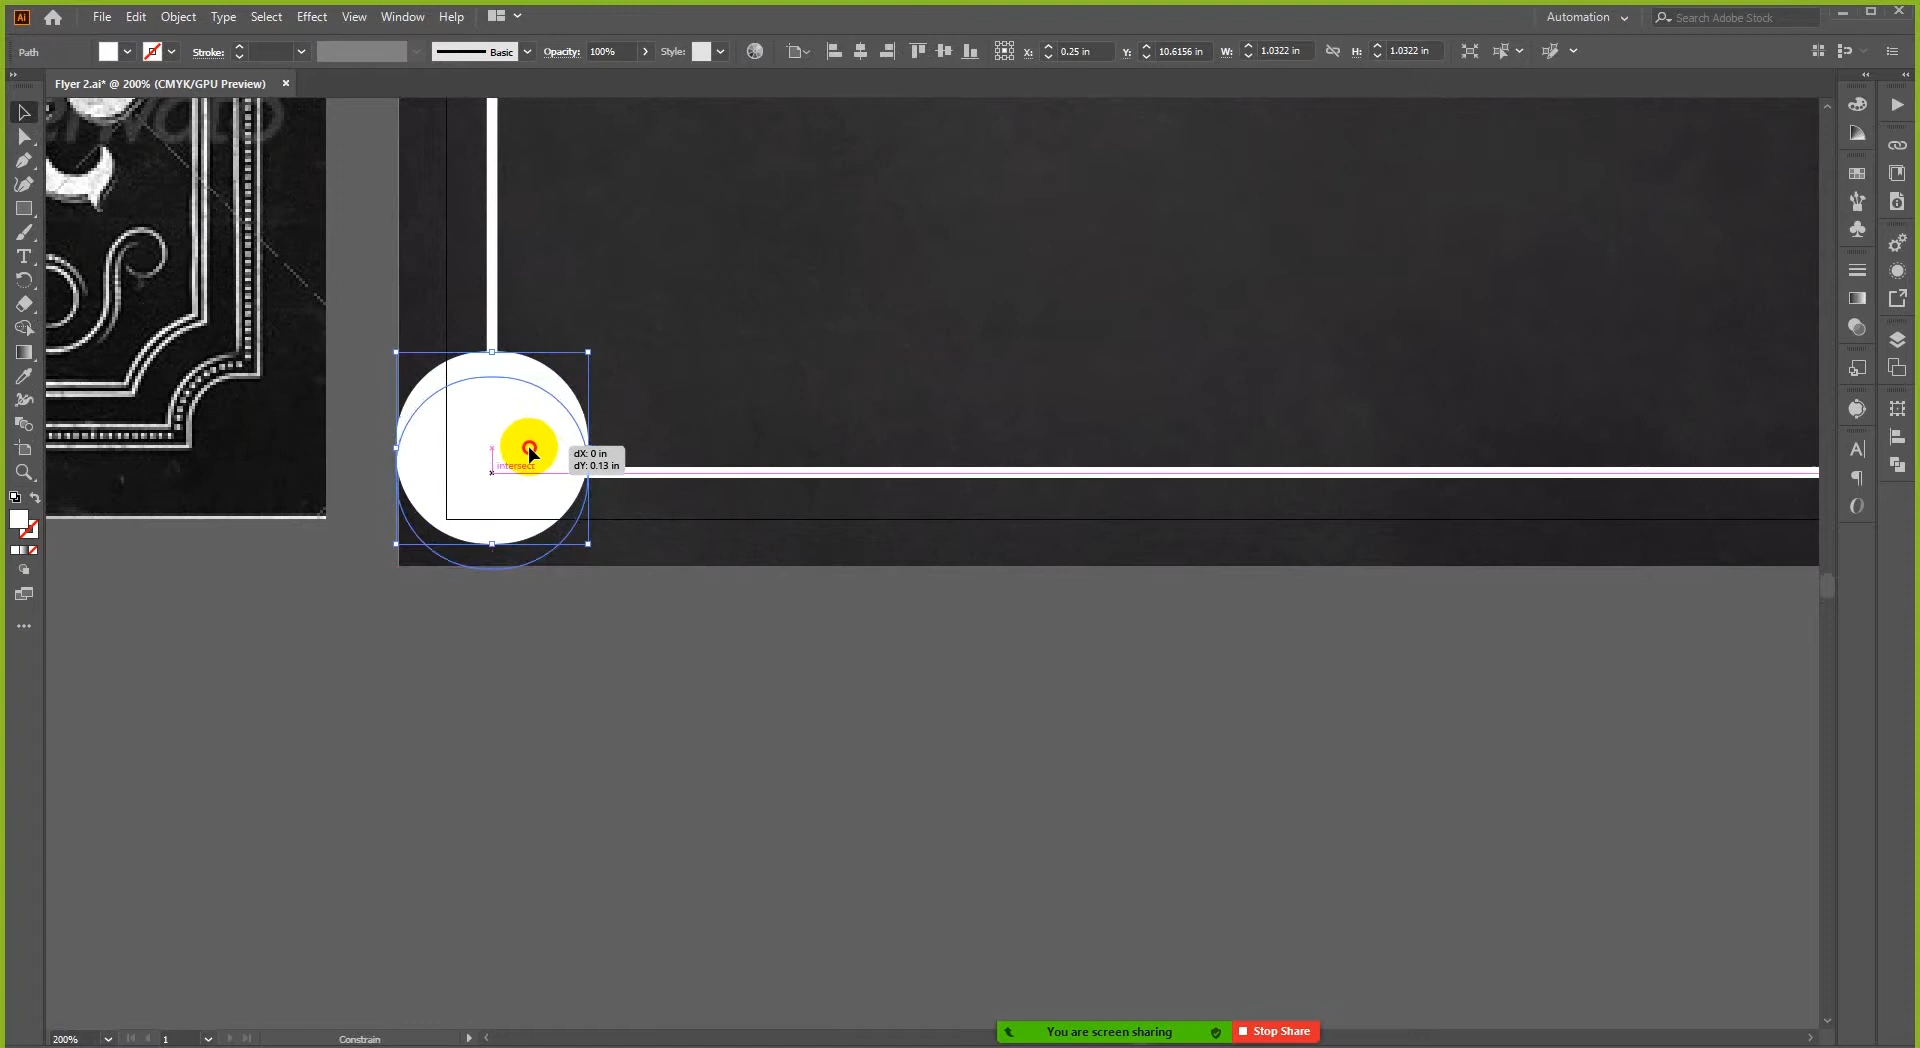 Ai File Edit Object Type Select Effect View Window Help Automation Search Adobe Stock
Path Stroke: Basic Opacity: 100% Style: X: 0.25 in Y: 10.6156 in W: 1.0322 in H: 1.0322 in
Flyer 2.ai* @ 200% (CMYK/GPU Preview)
dX: 0 in
dY: 0.13 in
intersect
200% 1 Constrain
You are screen sharing Stop Share